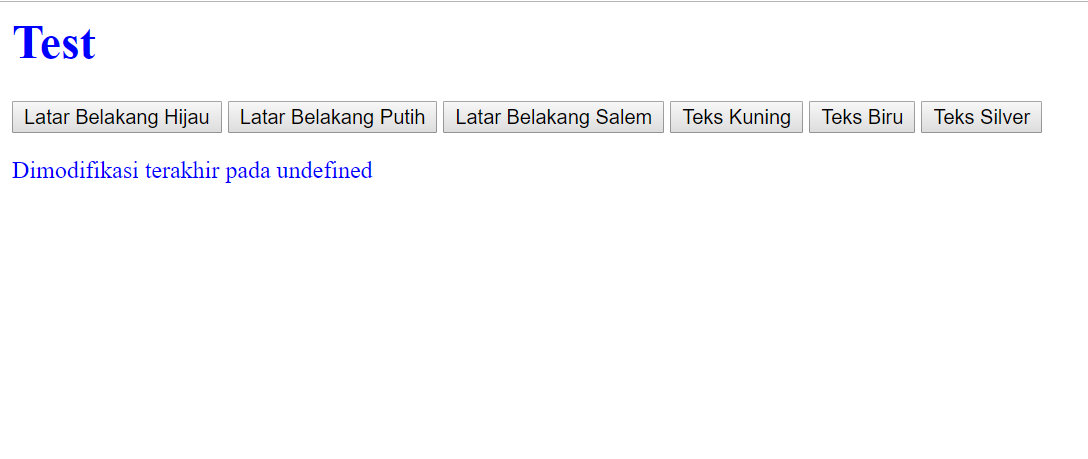 Test
Latar Belakang Hijau Latar Belakang Putih Latar Belakang Salem Teks Kuning Teks Biru Teks Silver
Dimodifikasi terakhir pada undefined